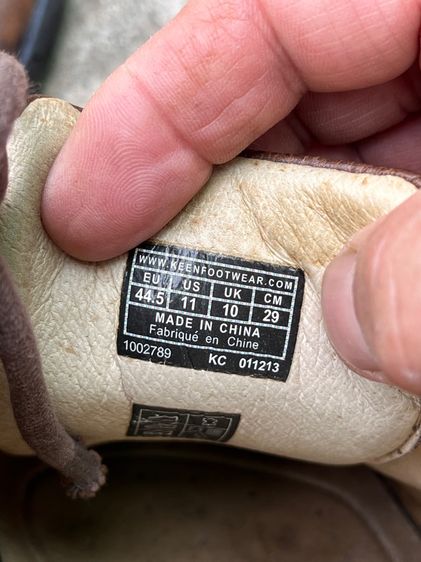 WWW.KEENFOOTWEAR.COM
EU US UK CM
44.5 11 10 29
MADE IN CHINA
Fabriqué en Chine
1002789 KC 011213